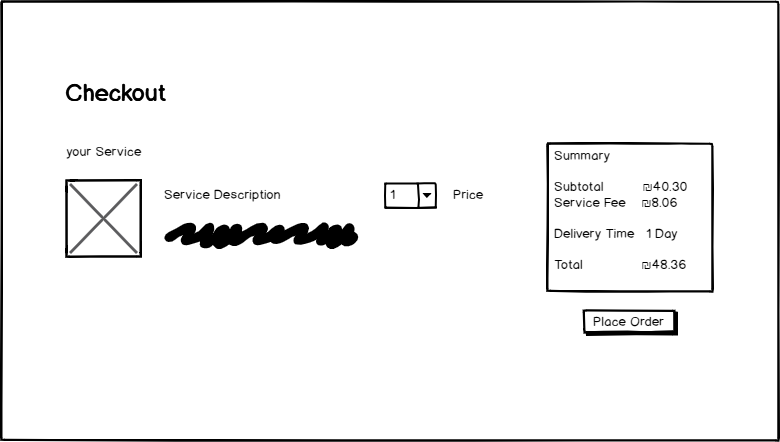 Checkout
your Service
Service Description
1
Price
Summary
Subtotal ₪40.30
Service Fee ₪8.06
Delivery Time 1 Day
Total ₪48.36
Place Order